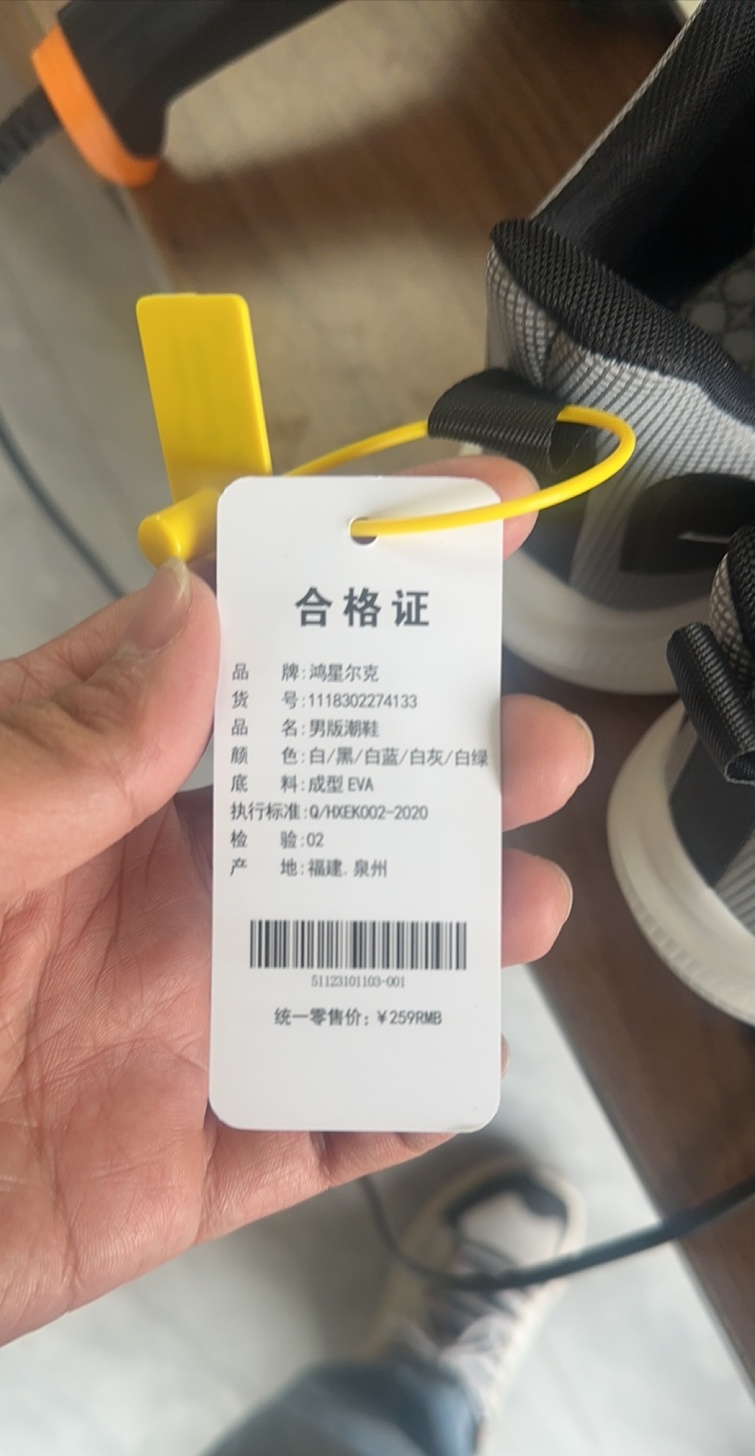 合格证
品 牌:鸿星尔克
货 号:1118302274133
品 名:男版潮鞋
颜 色:白/黑/白蓝/白灰/白绿
底 料:成型 EVA
执行标准:Q/HXEK002-2020
检 验:02
产 地:福建.泉州
51123101103-001
统一零售价:￥259RMB